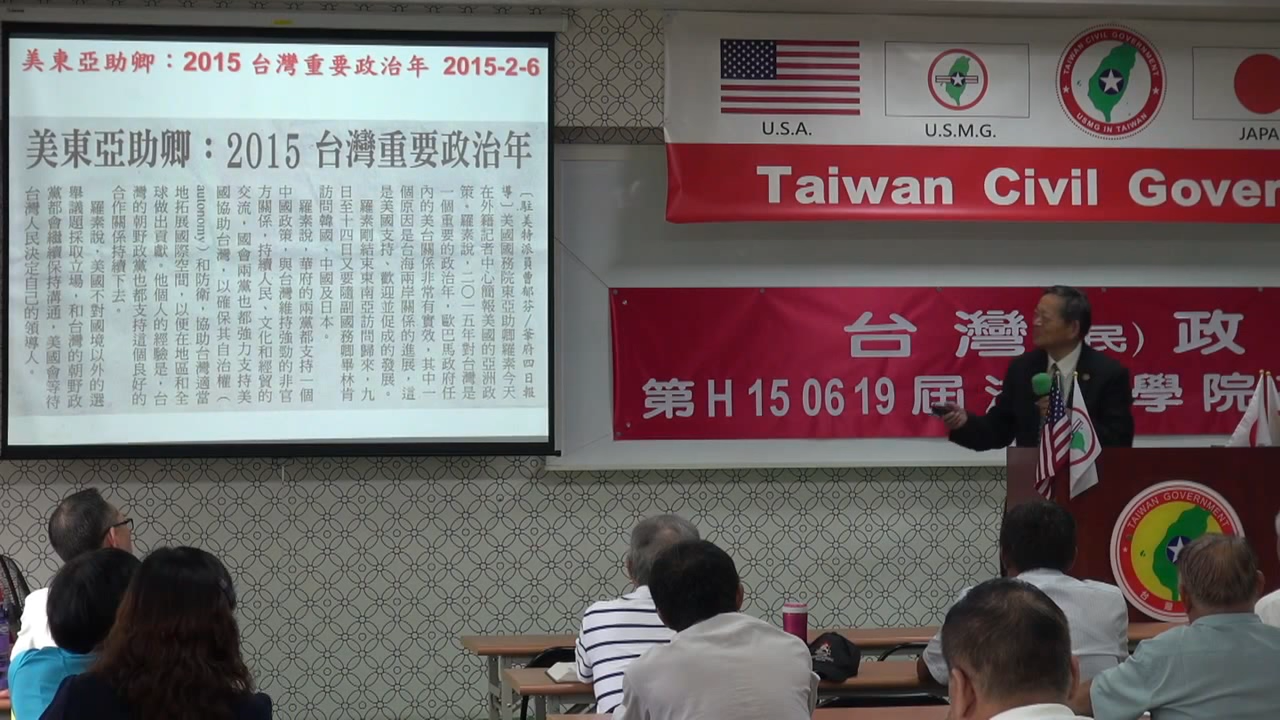 美東亞助卿：2015 台灣重要政治年 2015-2-6
美東亞助卿：2015 台灣重要政治年
〔駐美特派員曹郁芬／華府四日報
導〕美國國務院東亞助卿羅素今天
在外籍記者中心簡報美國的亞洲政
策。羅素說，二〇一五年對台灣是
一個重要的政治年，歐巴馬政府任
內的美台關係非常有實效，其中一
個原因是台海兩岸關係的進展，這
是美國支持、歡迎並促成的發展。
羅素剛結束東南亞訪問歸來，九
日至十四日又要隨副國務卿畢林肯
訪問韓國、中國及日本。
羅素說，華府的兩黨都支持一個
中國政策，與台灣維持強勁的非官
方關係，持續人民、文化和經貿的
交流，國會兩黨也都強力支持美
國協助台灣，以確保其自治權（
autonomy）和防衛，協助台灣適當
地拓展國際空間，以便在地區和全
球做出貢獻。他個人的經驗是，台
灣的朝野政黨也都支持這個良好的
合作關係持續下去。
羅素說，美國不對國境以外的選
舉議題採取立場，和台灣的朝野政
黨都會繼續保持溝通，美國會等待
台灣人民決定自己的領導人。
U.S.A.
U.S.M.G.
TAIWAN CIVIL GOVERNMENT
USMG IN TAIWAN
JAPA
Taiwan Civil Gover
台灣（民）政
第H 15 06 19 屆 學院
TAIWAN GOVERNMENT
台